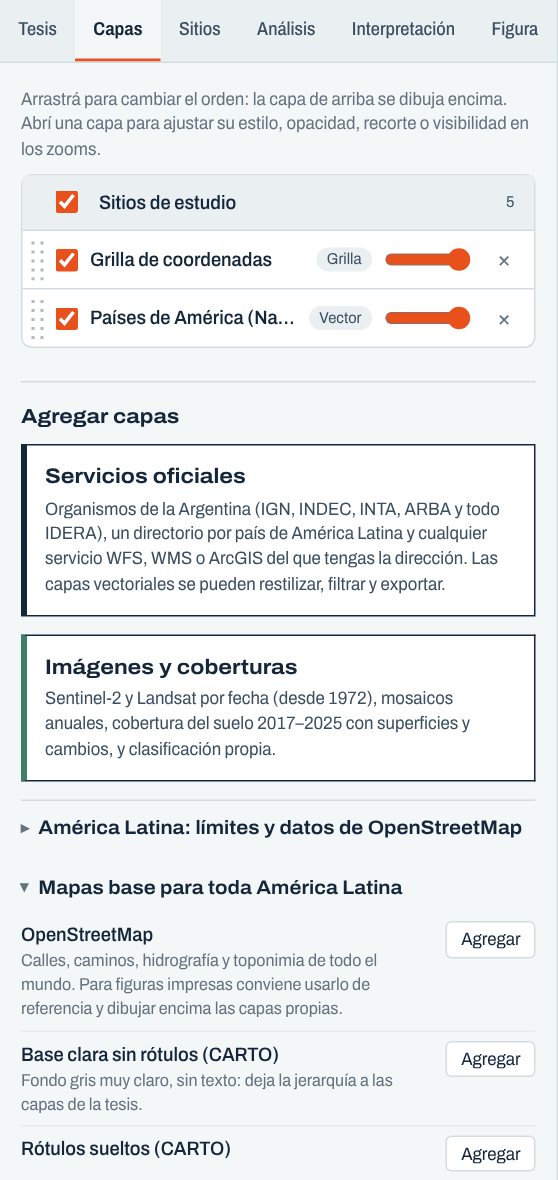 Tesis Capas Sitios Análisis Interpretación Figura
Arrastrá para cambiar el orden: la capa de arriba se dibuja encima.
Abrí una capa para ajustar su estilo, opacidad, recorte o visibilidad en
los zooms.
Sitios de estudio 5
Grilla de coordenadas Grilla ×
Países de América (Na... Vector ×
Agregar capas
Servicios oficiales
Organismos de la Argentina (IGN, INDEC, INTA, ARBA y todo
IDERA), un directorio por país de América Latina y cualquier
servicio WFS, WMS o ArcGIS del que tengas la dirección. Las
capas vectoriales se pueden restilizar, filtrar y exportar.
Imágenes y coberturas
Sentinel-2 y Landsat por fecha (desde 1972), mosaicos
anuales, cobertura del suelo 2017–2025 con superficies y
cambios, y clasificación propia.
América Latina: límites y datos de OpenStreetMap
Mapas base para toda América Latina
OpenStreetMap Agregar
Calles, caminos, hidrografía y toponimia de todo el
mundo. Para figuras impresas conviene usarlo de
referencia y dibujar encima las capas propias.
Base clara sin rótulos (CARTO) Agregar
Fondo gris muy claro, sin texto: deja la jerarquía a las
capas de la tesis.
Rótulos sueltos (CARTO) Agregar